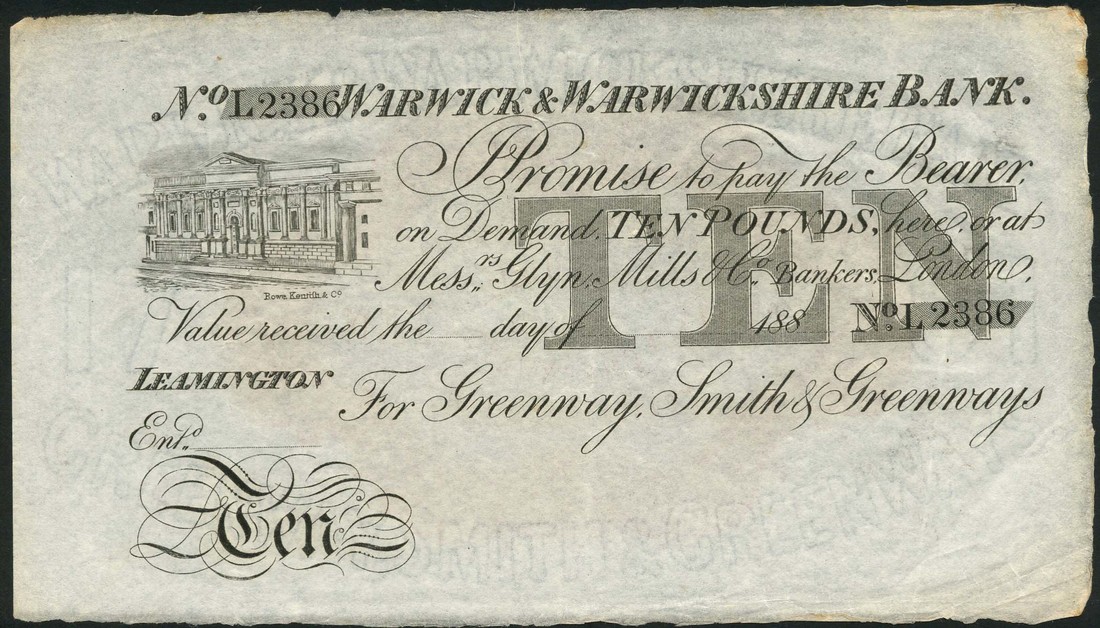 No. L2386 WARWICK & WARWICKSHIRE BANK.
I Promise to pay the Bearer,
on Demand, TEN POUNDS, here, or at
Messrs. Glyn, Mills & Co. Bankers, London,
TEN
Rowe Kentish & Co
Value received the day of 188 No. L 2386
LEAMINGTON
For Greenway, Smith & Greenways
Entd.
Ten